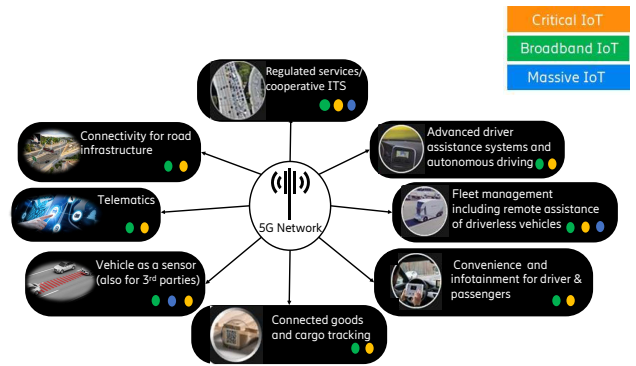 Critical IoT
Broadband IoT
Massive IoT
Regulated services/
cooperative ITS
Connectivity for road
infrastructure
Advanced driver
assistance systems and
autonomous driving
Telematics
Fleet management
including remote assistance
of driverless vehicles
5G Network
Vehicle as a sensor
(also for 3rd parties)
Convenience and
infotainment for driver &
passengers
Connected goods
and cargo tracking